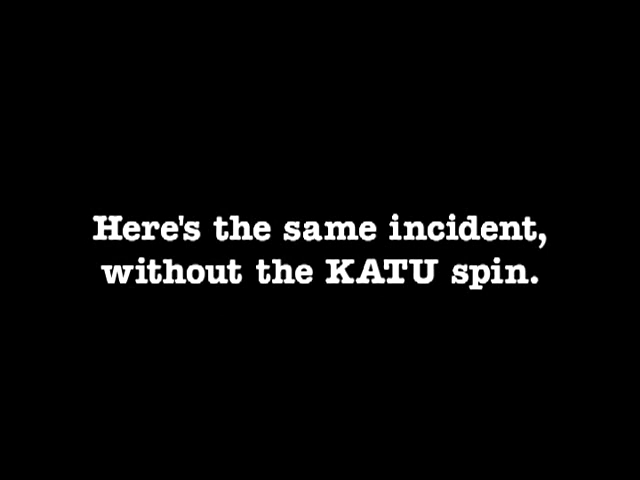 Here's the same incident,
without the KATU spin.